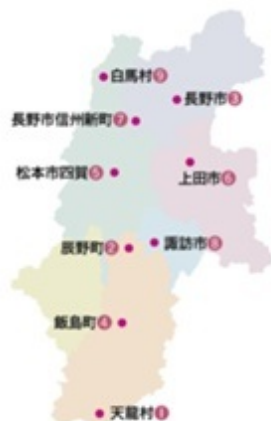 白馬村⑨
長野市③
長野市信州新町⑦
松本市四賀⑤
上田市⑥
辰野町②
諏訪市⑧
飯島町④
天龍村①